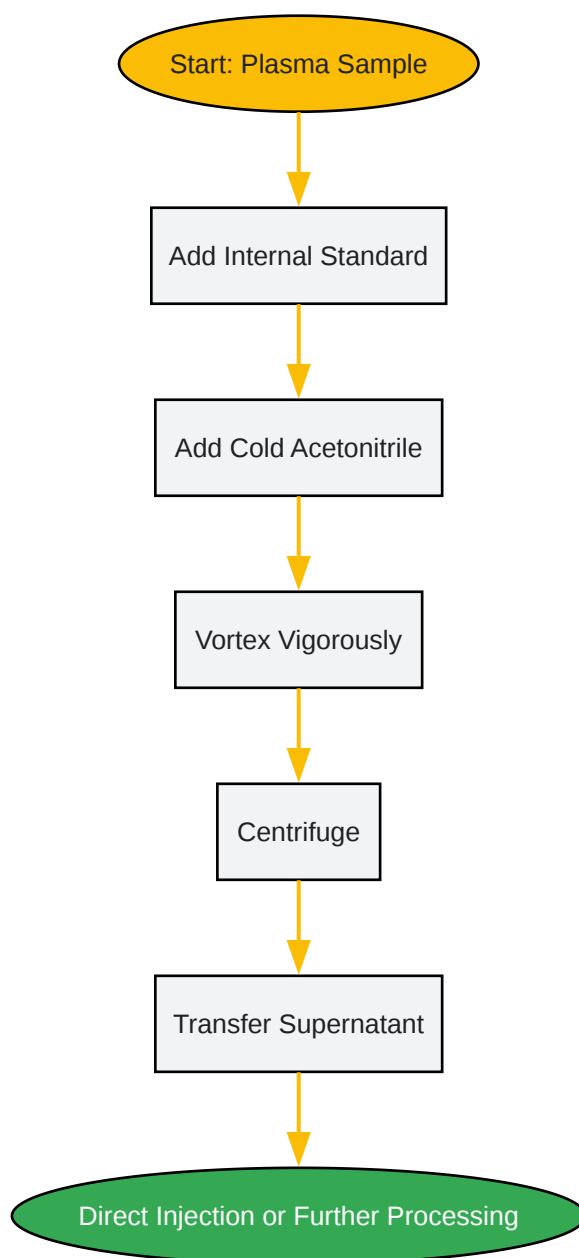 Start: Plasma Sample
Add Internal Standard
Add Cold Acetonitrile
Vortex Vigorously
Centrifuge
Transfer Supernatant
Direct Injection or Further Processing